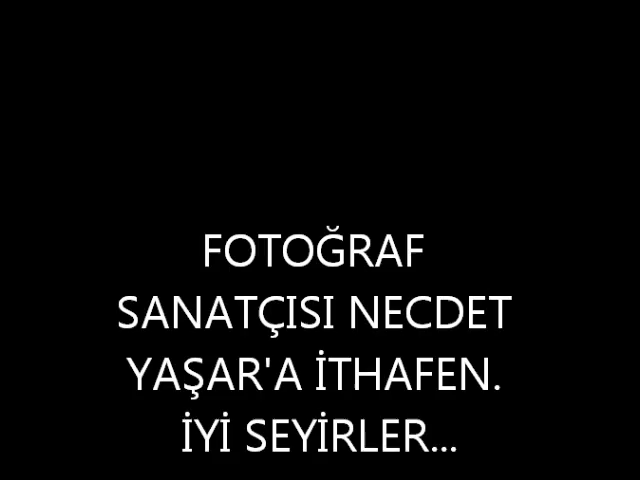 FOTOĞRAF
SANATÇISI NECDET
YAŞAR'A İTHAFEN.
İYİ SEYİRLER...